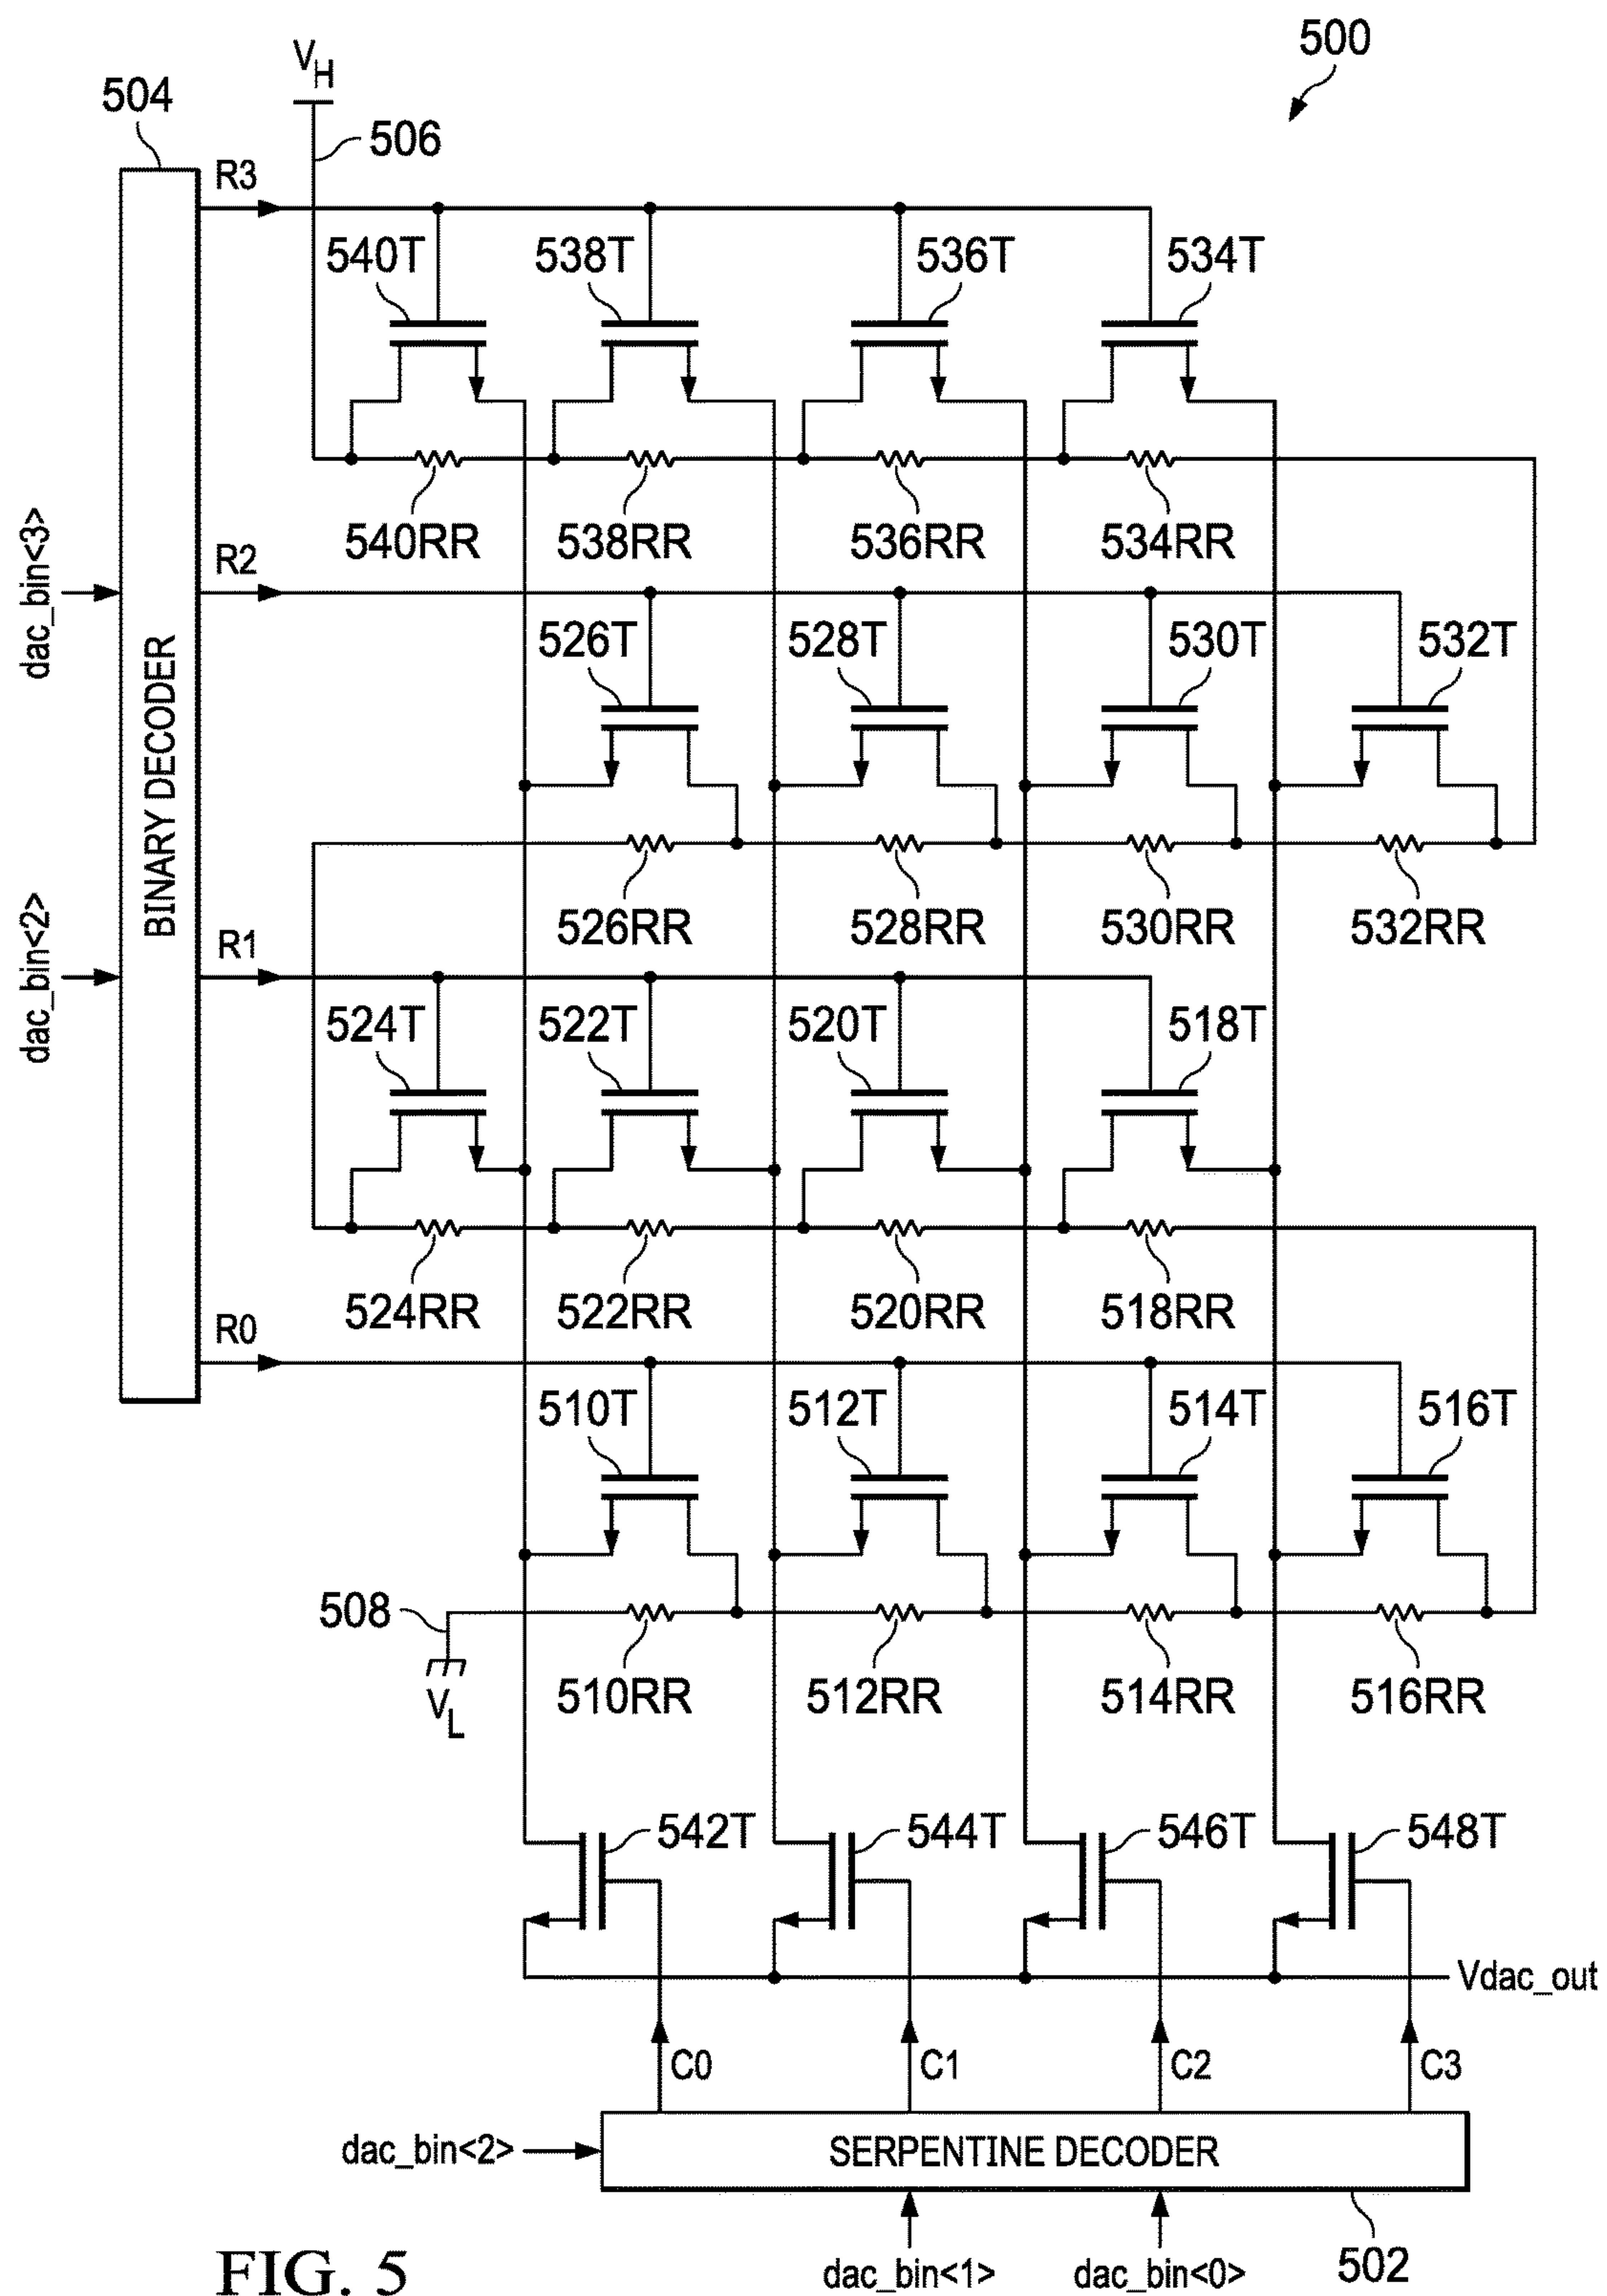 500
V_H
504
506
R3
540T 538T 536T 534T
540RR 538RR 536RR 534RR
dac_bin<3>
R2
526T 528T 530T 532T
BINARY DECODER
526RR 528RR 530RR 532RR
dac_bin<2>
R1
524T 522T 520T 518T
524RR 522RR 520RR 518RR
R0
510T 512T 514T 516T
508
V_L
510RR 512RR 514RR 516RR
542T 544T 546T 548T
Vdac_out
C0 C1 C2 C3
dac_bin<2>
SERPENTINE DECODER
dac_bin<1> dac_bin<0>
502
FIG. 5